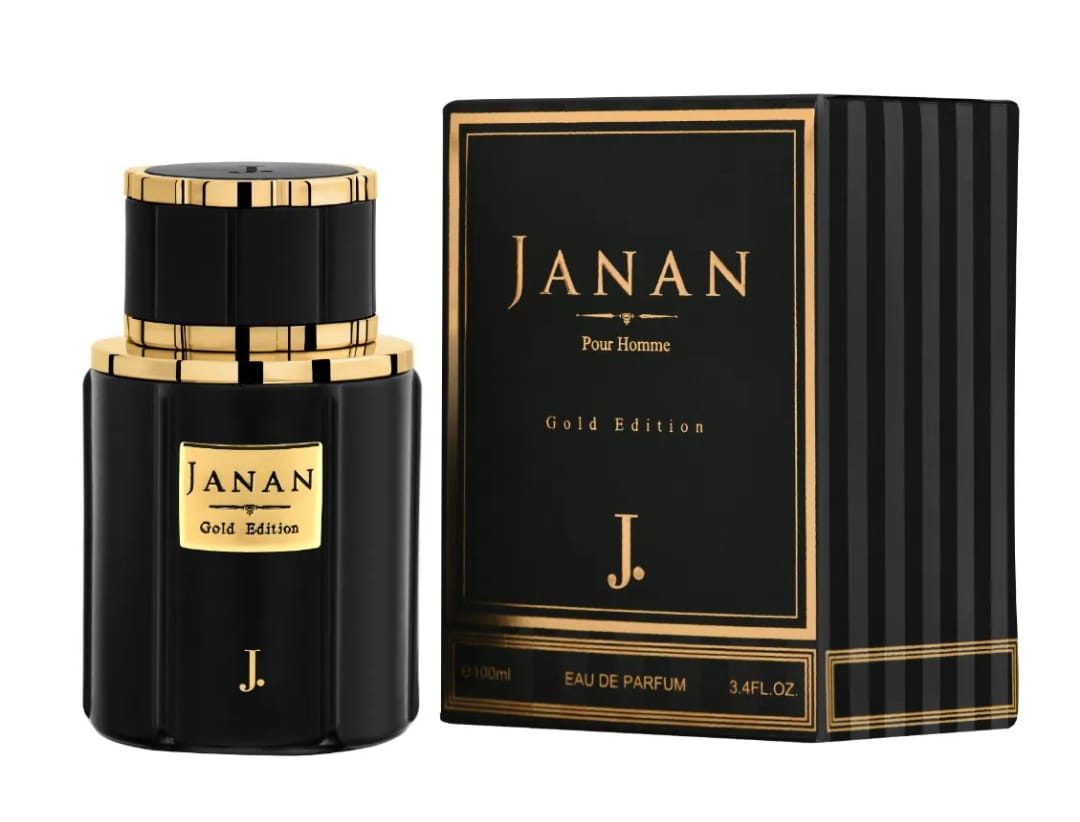 J.
JANAN
Gold Edition
J.
JANAN
Pour Homme
Gold Edition
J.
℮100ml
EAU DE PARFUM
3.4FL.OZ.